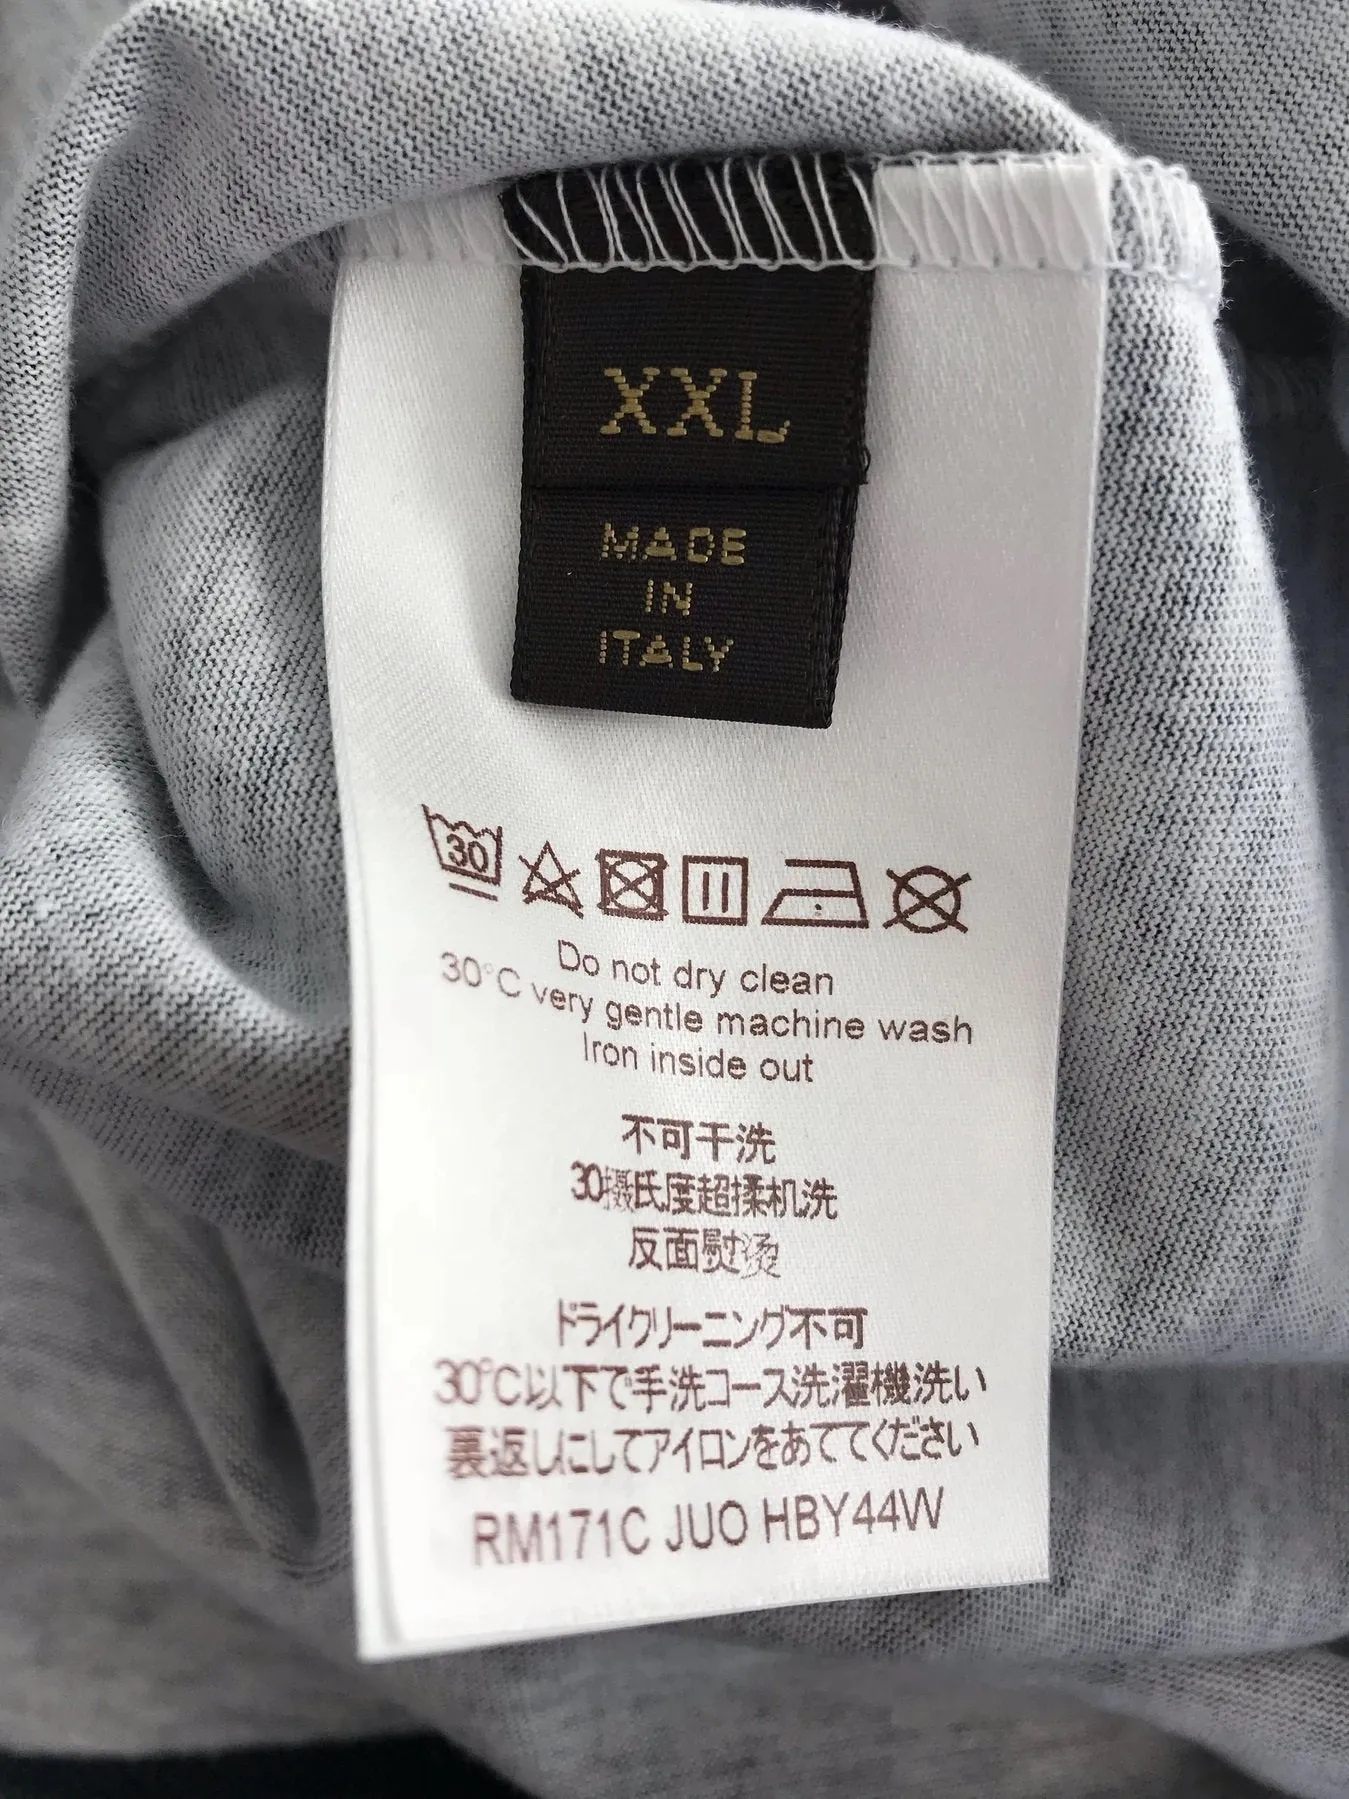 XXL
MADE
IN
ITALY
30
Do not dry clean
30°C very gentle machine wash
Iron inside out
不可干洗
30摄氏度超揉机洗
反面熨烫
ドライクリーニング不可
30℃以下で手洗コース洗濯機洗い
裏返しにしてアイロンをあててください
RM171C JUO HBY44W